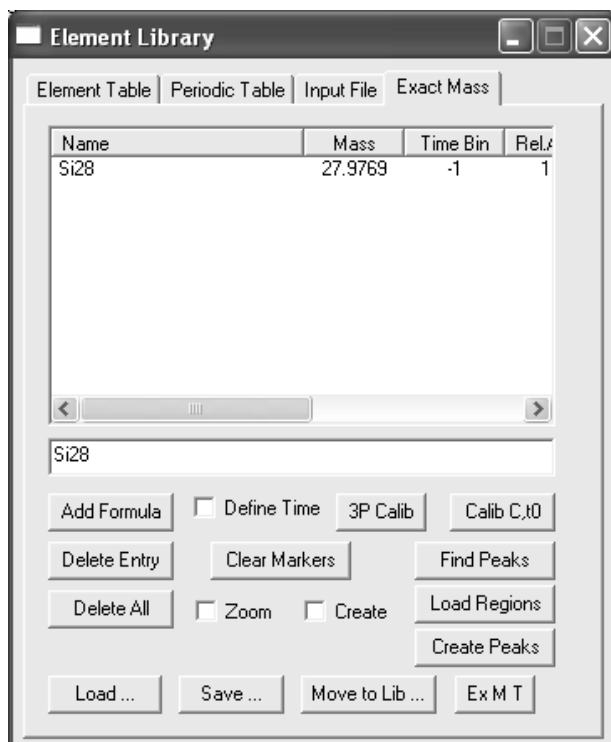 Element Library
Element Table Periodic Table Input File Exact Mass
Name Mass Time Bin Rel.
Si28 27.9769 -1 1
Si28
Add Formula Define Time 3P Calib Calib C,t0
Delete Entry Clear Markers Find Peaks
Delete All Zoom Create Load Regions
Create Peaks
Load ... Save ... Move to Lib ... Ex M T